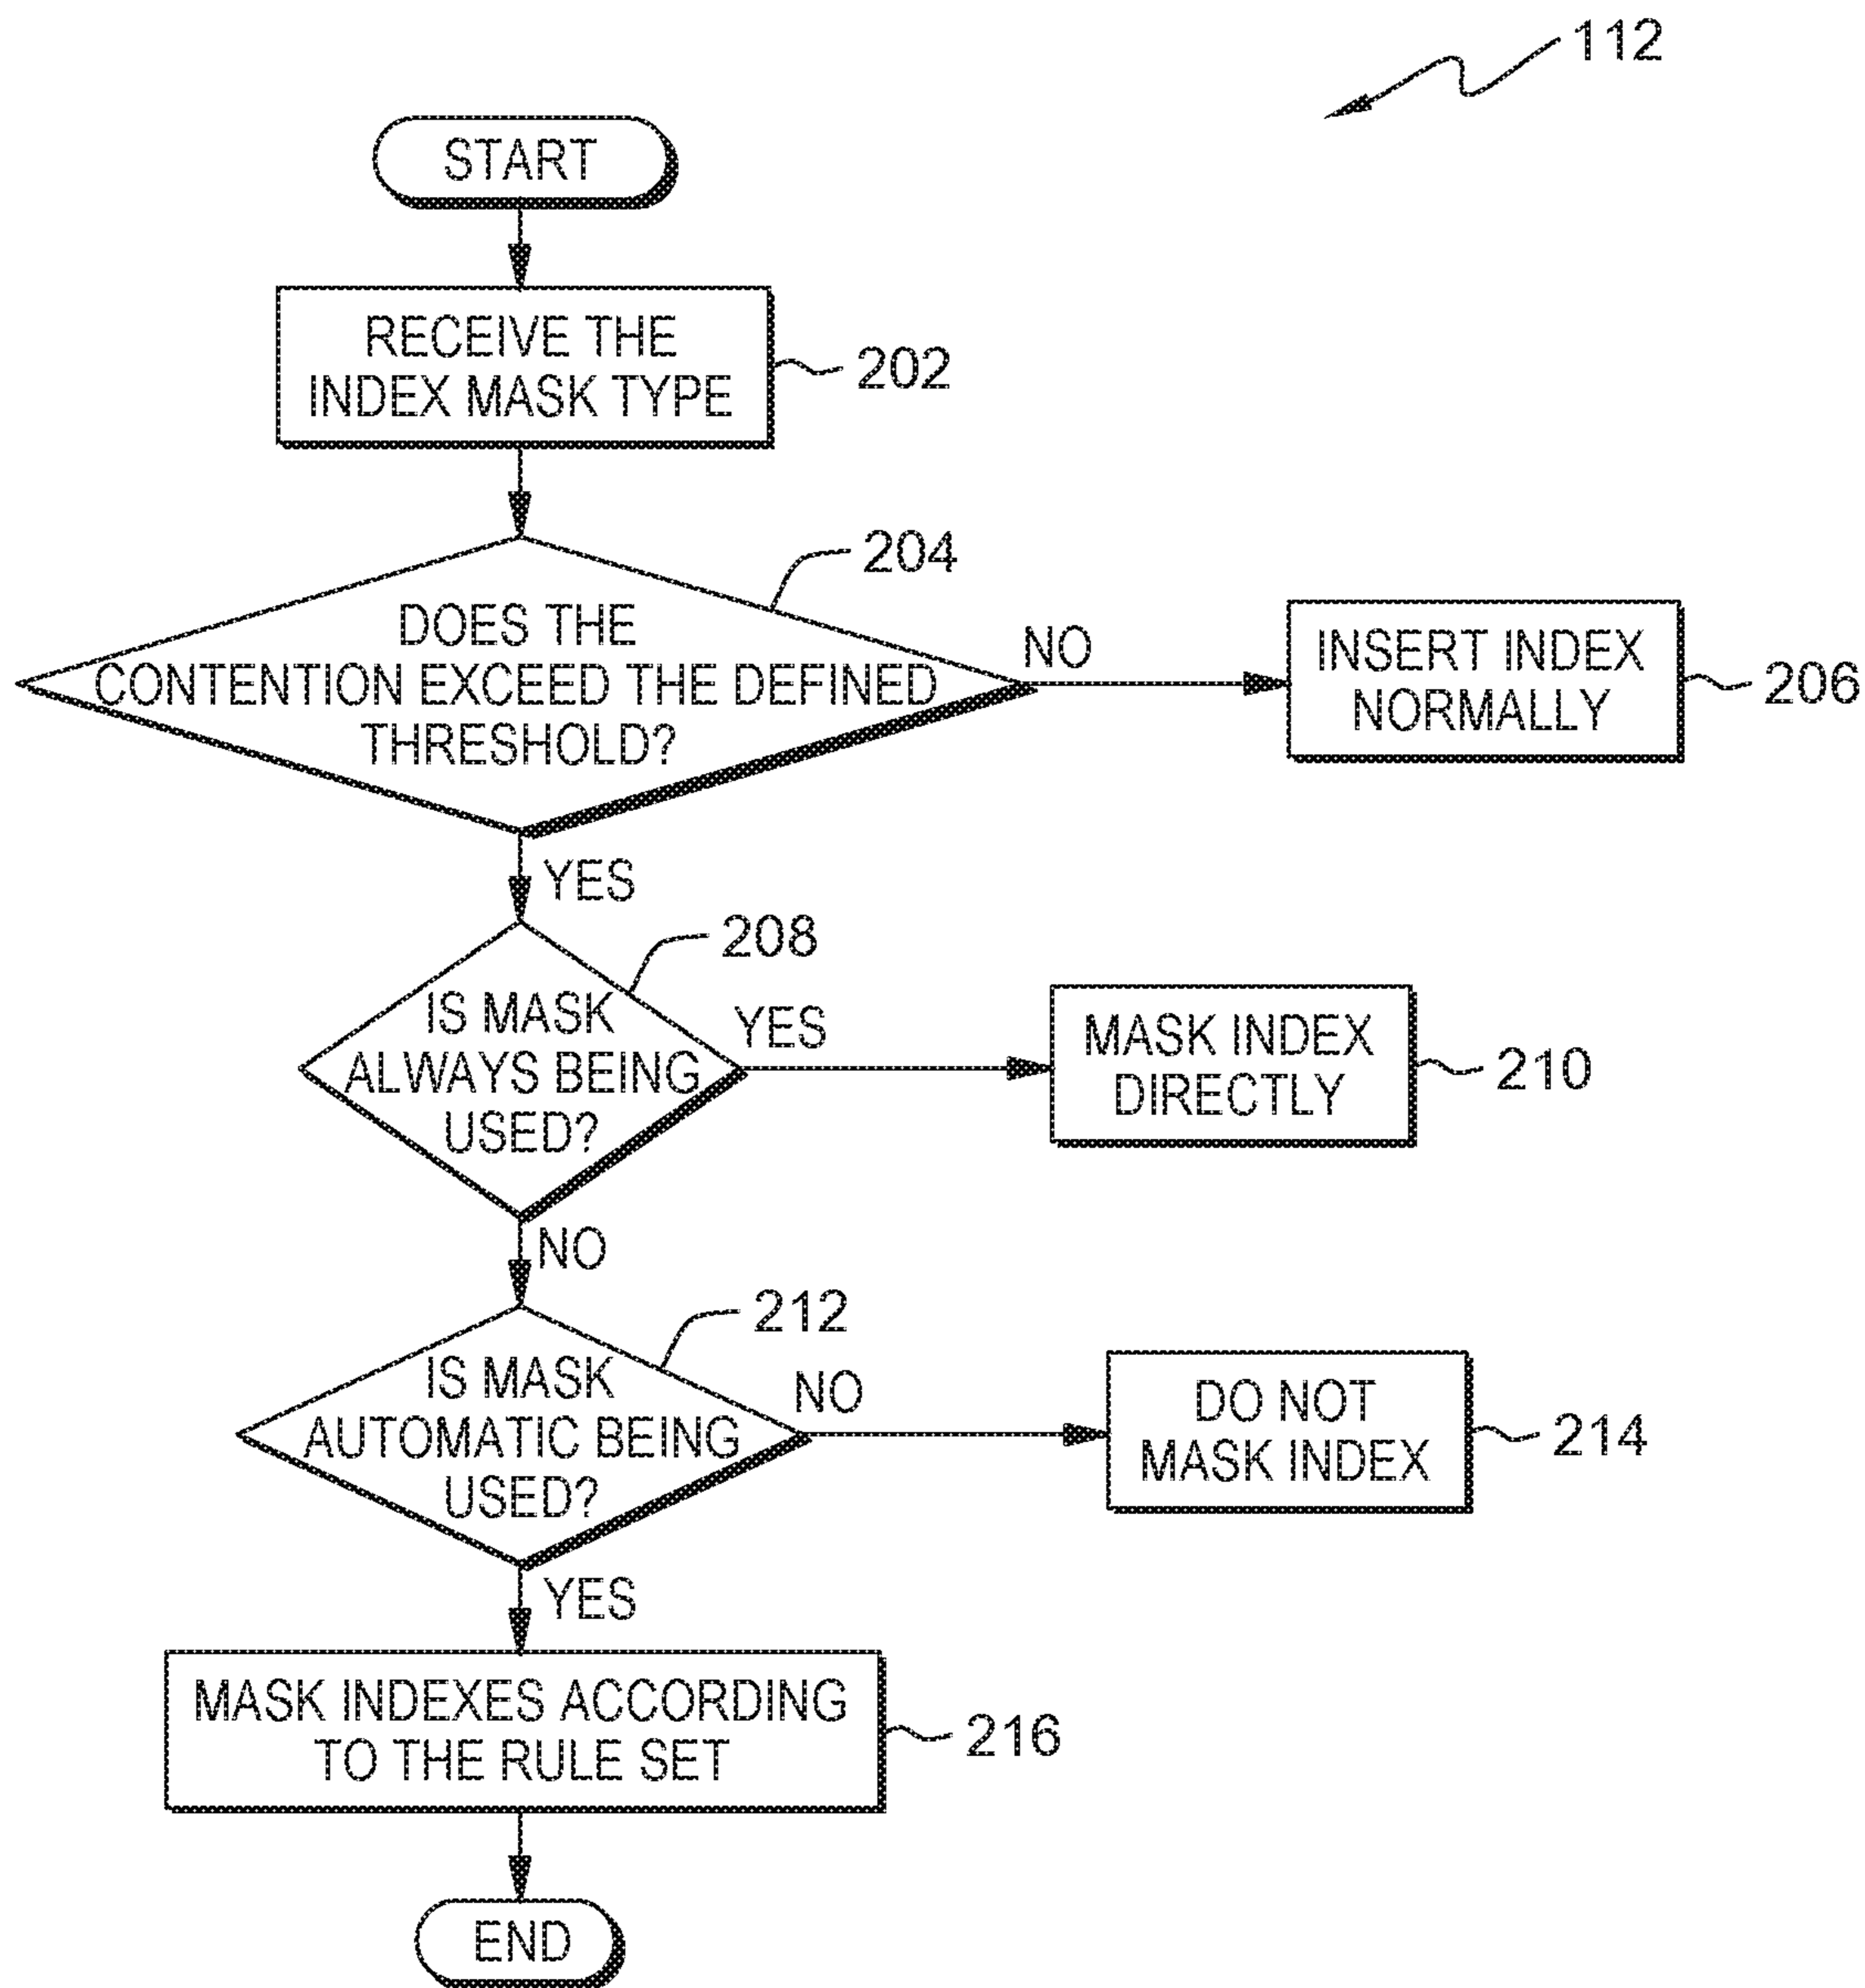 112
START
RECEIVE THE
INDEX MASK TYPE
202
204
DOES THE
CONTENTION EXCEED THE DEFINED
THRESHOLD?
NO
INSERT INDEX
NORMALLY
206
YES
208
IS MASK
ALWAYS BEING
USED?
YES
MASK INDEX
DIRECTLY
210
NO
212
IS MASK
AUTOMATIC BEING
USED?
NO
DO NOT
MASK INDEX
214
YES
MASK INDEXES ACCORDING
TO THE RULE SET
216
END